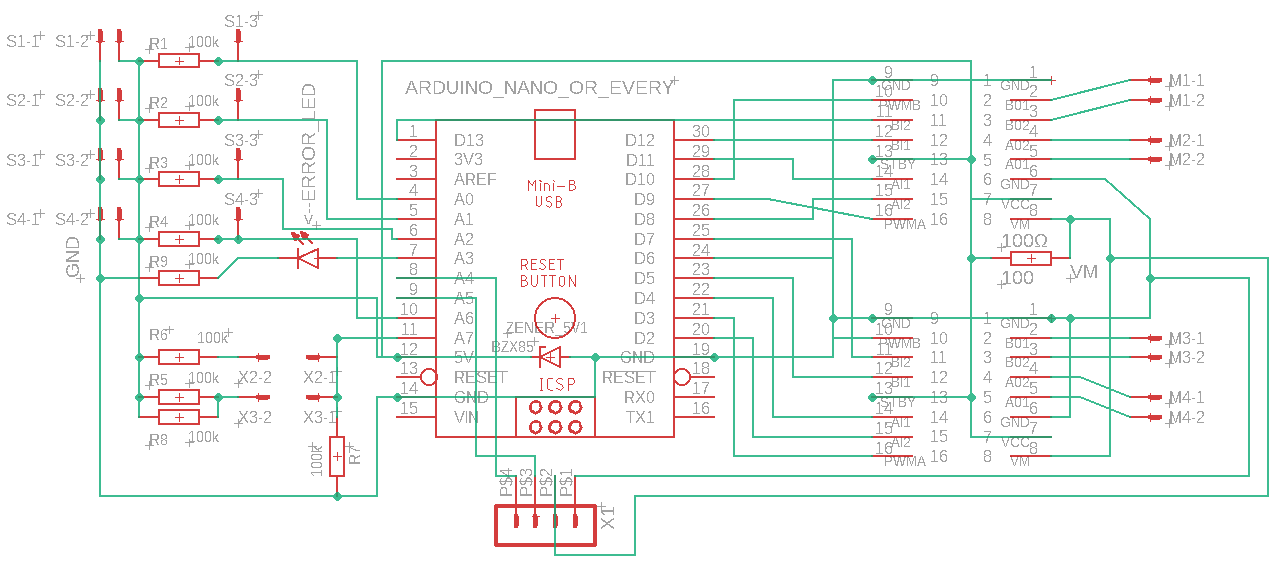 S1-3
S1-1 S1-2 R1 100k
S2-3
S2-1 S2-2 R2 100k
S3-3
S3-1 S3-2 R3 100k
S4-3
S4-1 S4-2 R4 100k
R9 100k
GND
<--ERROR_LED
R6 100k
X2-2 X2-1
R5 100k
X3-2 X3-1
R8 100k
100k R7
ARDUINO_NANO_OR_EVERY
Mini-B
USB
RESET
BUTTON
ZENER_5V1
BZX85
ICSP
1 D13
2 3V3
3 AREF
4 A0
5 A1
6 A2
7 A3
8 A4
9 A5
10 A6
11 A7
12 5V
13 RESET
14 GND
15 VIN
D12 30
D11 29
D10 28
D9 27
D8 26
D7 25
D6 24
D5 23
D4 22
D3 21
D2 20
GND 19
RESET 18
RX0 17
TX1 16
P$4 P$3 P$2 P$1
X1
9 GND 9 1 GND 1
10 PWMB 10 2 BO1 2
11 BI2 11 3 BO2 3
12 BI1 12 4 AO2 4
13 STBY 13 5 AO1 5
14 AI1 14 6 GND 6
15 AI2 15 7 VCC 7
16 PWMA 16 8 VM 8
M1-1
M1-2
M2-1
M2-2
100Ω
100
VM
9 GND 9 1 GND 1
10 PWMB 10 2 BO1 2
11 BI2 11 3 BO2 3
12 BI1 12 4 AO2 4
13 STBY 13 5 AO1 5
14 AI1 14 6 GND 6
15 AI2 15 7 VCC 7
16 PWMA 16 8 VM 8
M3-1
M3-2
M4-1
M4-2